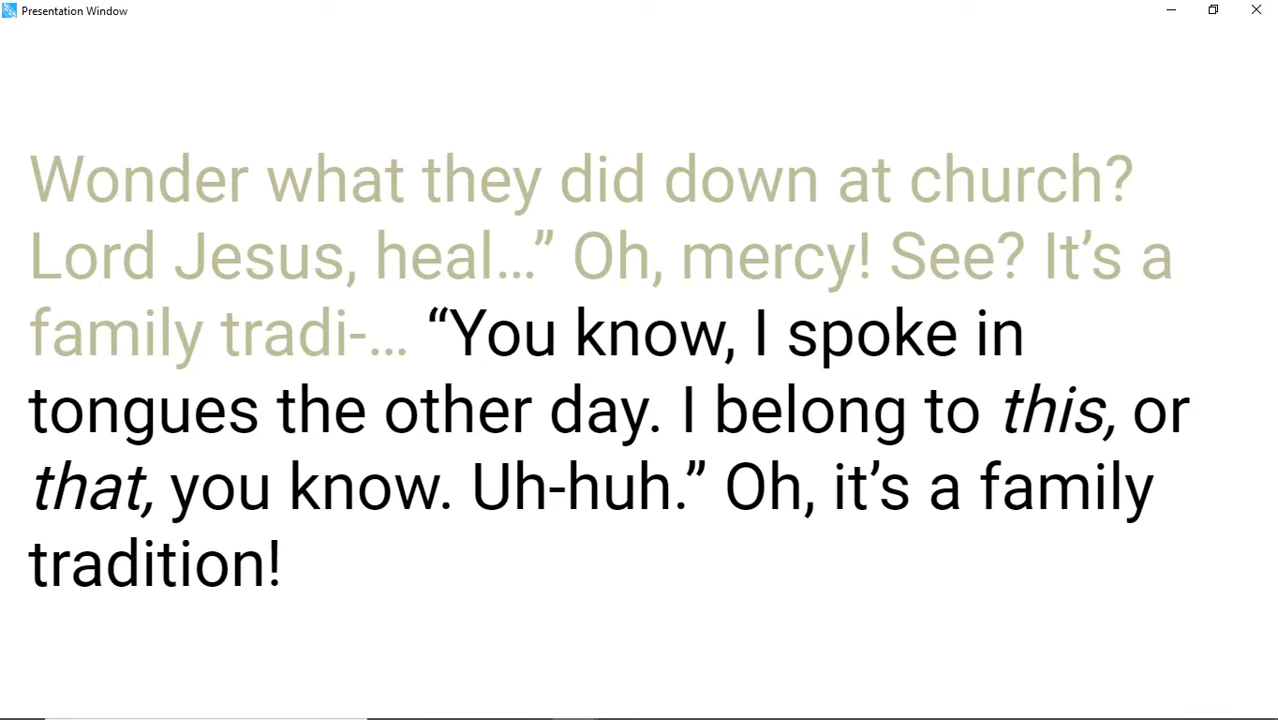 Presentation Window
Wonder what they did down at church?
Lord Jesus, heal…” Oh, mercy! See? It’s a
family tradi-… “You know, I spoke in
tongues the other day. I belong to this, or
that, you know. Uh-huh.” Oh, it’s a family
tradition!